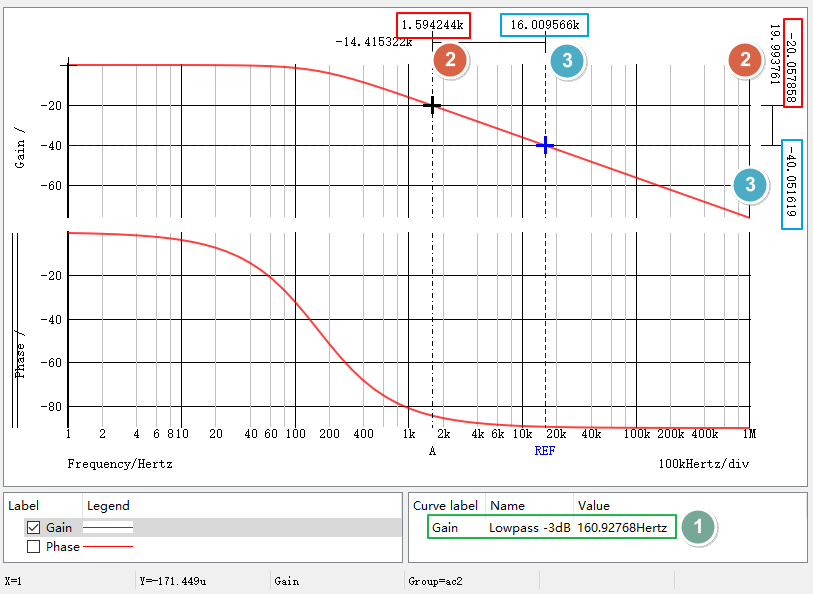 1.594244k
16.009566k
-14.415322k
2
3
2
-20.057858
19.993761
3
-40.051619
Gain /
-20
-40
-60
Phase /
-20
-40
-60
-80
1 2 4 6 8 10 20 40 60 100 200 400 1k 2k 4k 6k 10k 20k 40k 100k 200k 400k 1M
A
REF
Frequency/Hertz
100kHertz/div
Label Legend
Gain
Phase
Curve label Name Value
Gain Lowpass -3dB 160.92768Hertz
1
X=1 Y=-171.449u Gain Group=ac2